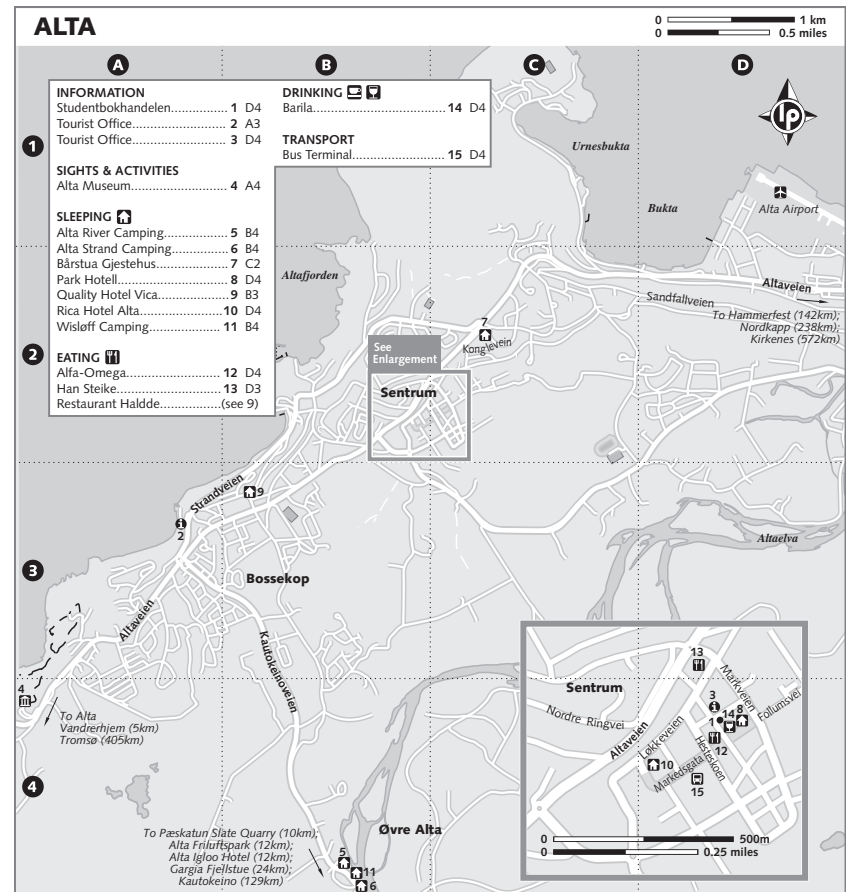 ALTA
0 1 km
0 0.5 miles
A B C D
1
2
3
4
INFORMATION
Studentbokhandelen................ 1 D4
Tourist Office.......................... 2 A3
Tourist Office.......................... 3 D4
SIGHTS & ACTIVITIES
Alta Museum........................... 4 A4
SLEEPING
Alta River Camping.................. 5 B4
Alta Strand Camping................ 6 B4
Bårstua Gjestehus.................... 7 C2
Park Hotell.............................. 8 D4
Quality Hotel Vica.................... 9 B3
Rica Hotel Alta....................... 10 D4
Wisløff Camping..................... 11 B4
EATING
Alfa-Omega........................... 12 D4
Han Steike............................. 13 D3
Restaurant Haldde...............(see 9)
DRINKING
Barila.................................... 14 D4
TRANSPORT
Bus Terminal.......................... 15 D4
lp
Urnesbukta
Bukta
Alta Airport
Altafjorden
Altaveien
Sandfallveien
To Hammerfest (142km);
Nordkapp (238km);
Kirkenes (572km)
7
Konglevein
See
Enlargement
Sentrum
Strandveien
9
2
Altaelva
Bossekop
Altaveien
Kautokeinoveien
4
To Alta
Vandrerhjem (5km)
Tromsø (405km)
To Pæskatun Slate Quarry (10km);
Alta Friluftspark (12km);
Alta Igloo Hotel (12km);
Gargia Fjellstue (24km);
Kautokeino (129km)
Øvre Alta
5
11
6
13
Sentrum
Markveien
3
14 8
1
Follumsvei
Nordre Ringvei
Altaveien
Løkkeveien
12
Hesteskoen
10
Markedsgata
15
0 500m
0 0.25 miles